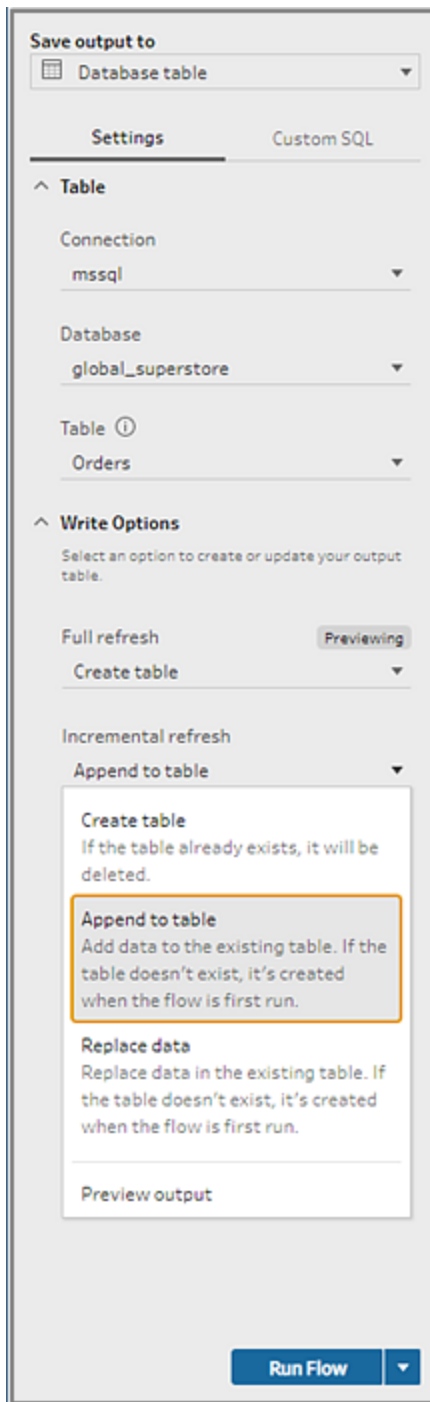 Save output to
Database table
Settings
Custom SQL
Table
Connection
mssql
Database
global_superstore
Table
Orders
Write Options
Select an option to create or update your output
table.
Full refresh
Previewing
Create table
Incremental refresh
Append to table
Create table
If the table already exists, it will be
deleted.
Append to table
Add data to the existing table. If the
table doesn't exist, it's created
when the flow is first run.
Replace data
Replace data in the existing table. If
the table doesn't exist, it's created
when the flow is first run.
Preview output
Run Flow